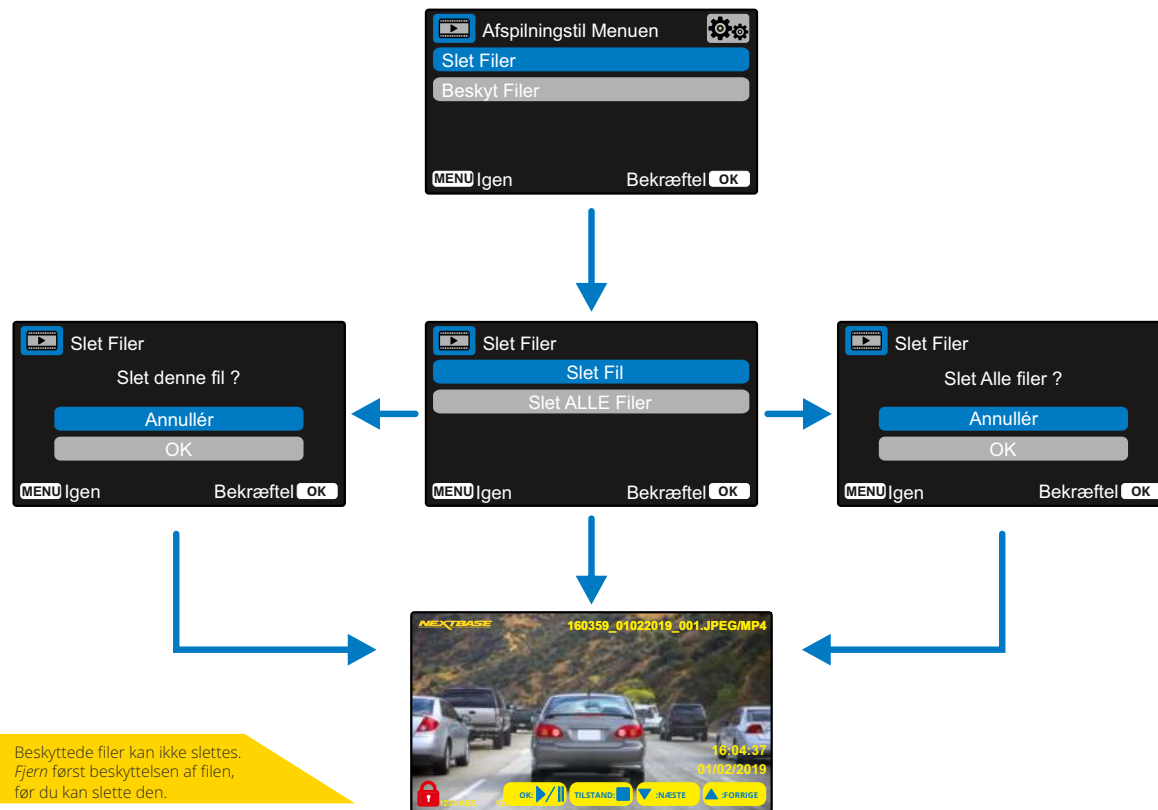 Afspilningstil Menuen
Slet Filer
Beskyt Filer
MENU Igen
Bekræftel OK
Slet Filer
Slet denne fil ?
Annullér
OK
MENU Igen
Bekræftel OK
Slet Filer
Slet Fil
Slet ALLE Filer
MENU Igen
Bekræftel OK
Slet Filer
Slet Alle filer ?
Annullér
OK
MENU Igen
Bekræftel OK
NEXTBASE
160359_01022019_001.JPEG/MP4
16:04:37
01/02/2019
OK:
TILSTAND:
:NÆSTE
:FORRIGE
Beskyttede filer kan ikke slettes.
Fjern først beskyttelsen af filen,
før du kan slette den.